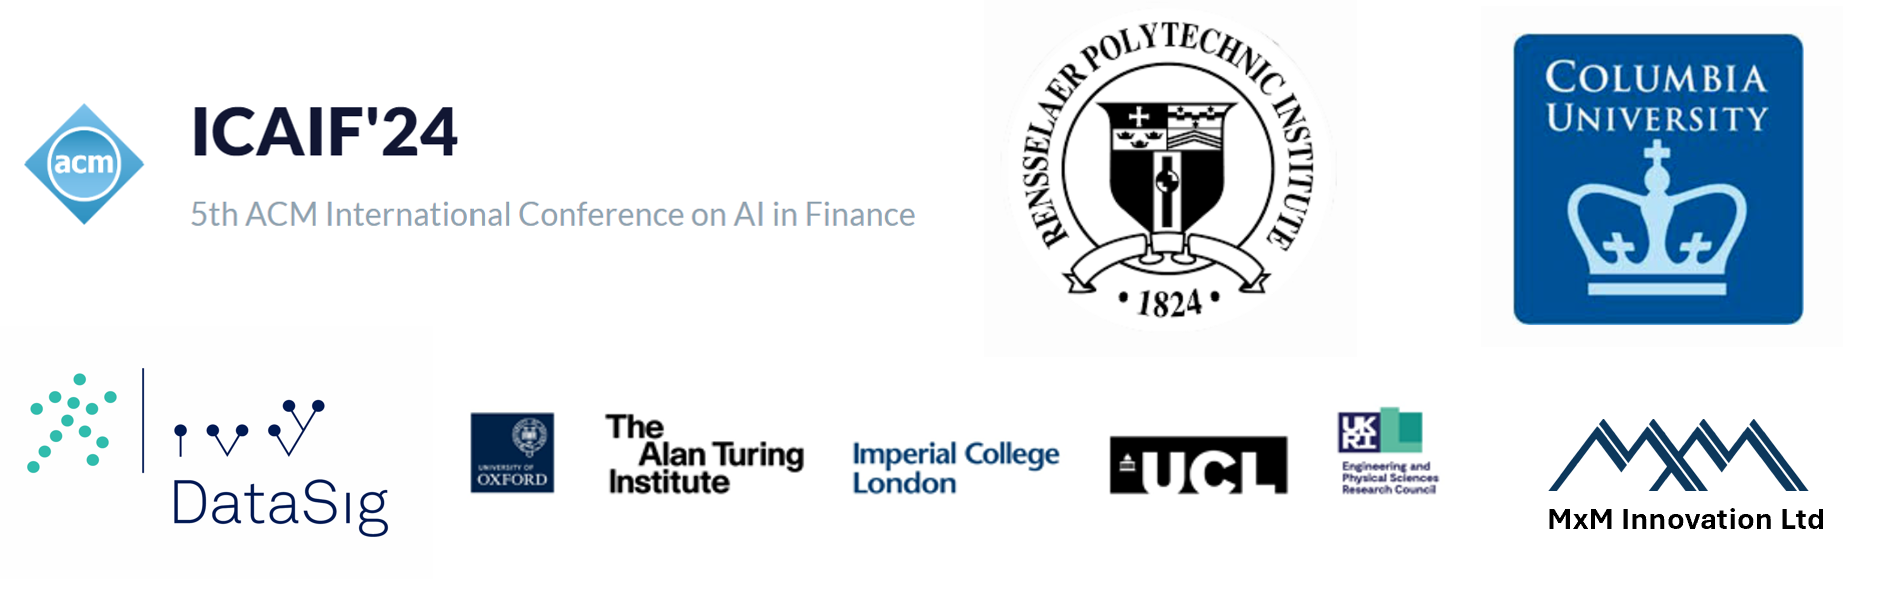 acm
ICAIF'24
5th ACM International Conference on AI in Finance
RENSSELAER POLYTECHNIC INSTITUTE
• 1824 •
COLUMBIA
UNIVERSITY
DataSıg
UNIVERSITY OF
OXFORD
The
Alan Turing
Institute
Imperial College
London
UCL
UK
RI
Engineering and
Physical Sciences
Research Council
MxM
MxM Innovation Ltd